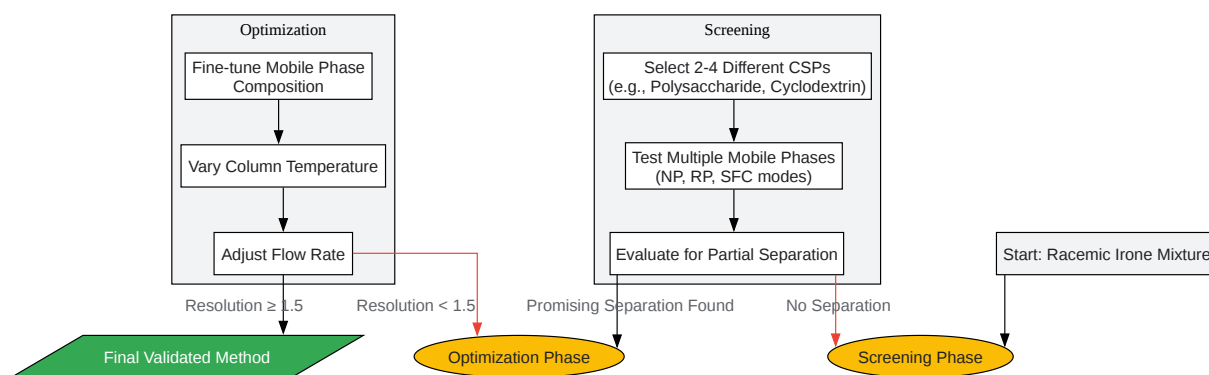 Optimization
Fine-tune Mobile Phase
Composition
Vary Column Temperature
Adjust Flow Rate
Resolution ≥ 1.5
Resolution < 1.5
Final Validated Method
Optimization Phase
Screening
Select 2-4 Different CSPs
(e.g., Polysaccharide, Cyclodextrin)
Test Multiple Mobile Phases
(NP, RP, SFC modes)
Evaluate for Partial Separation
Promising Separation Found
No Separation
Start: Racemic Irone Mixture
Screening Phase